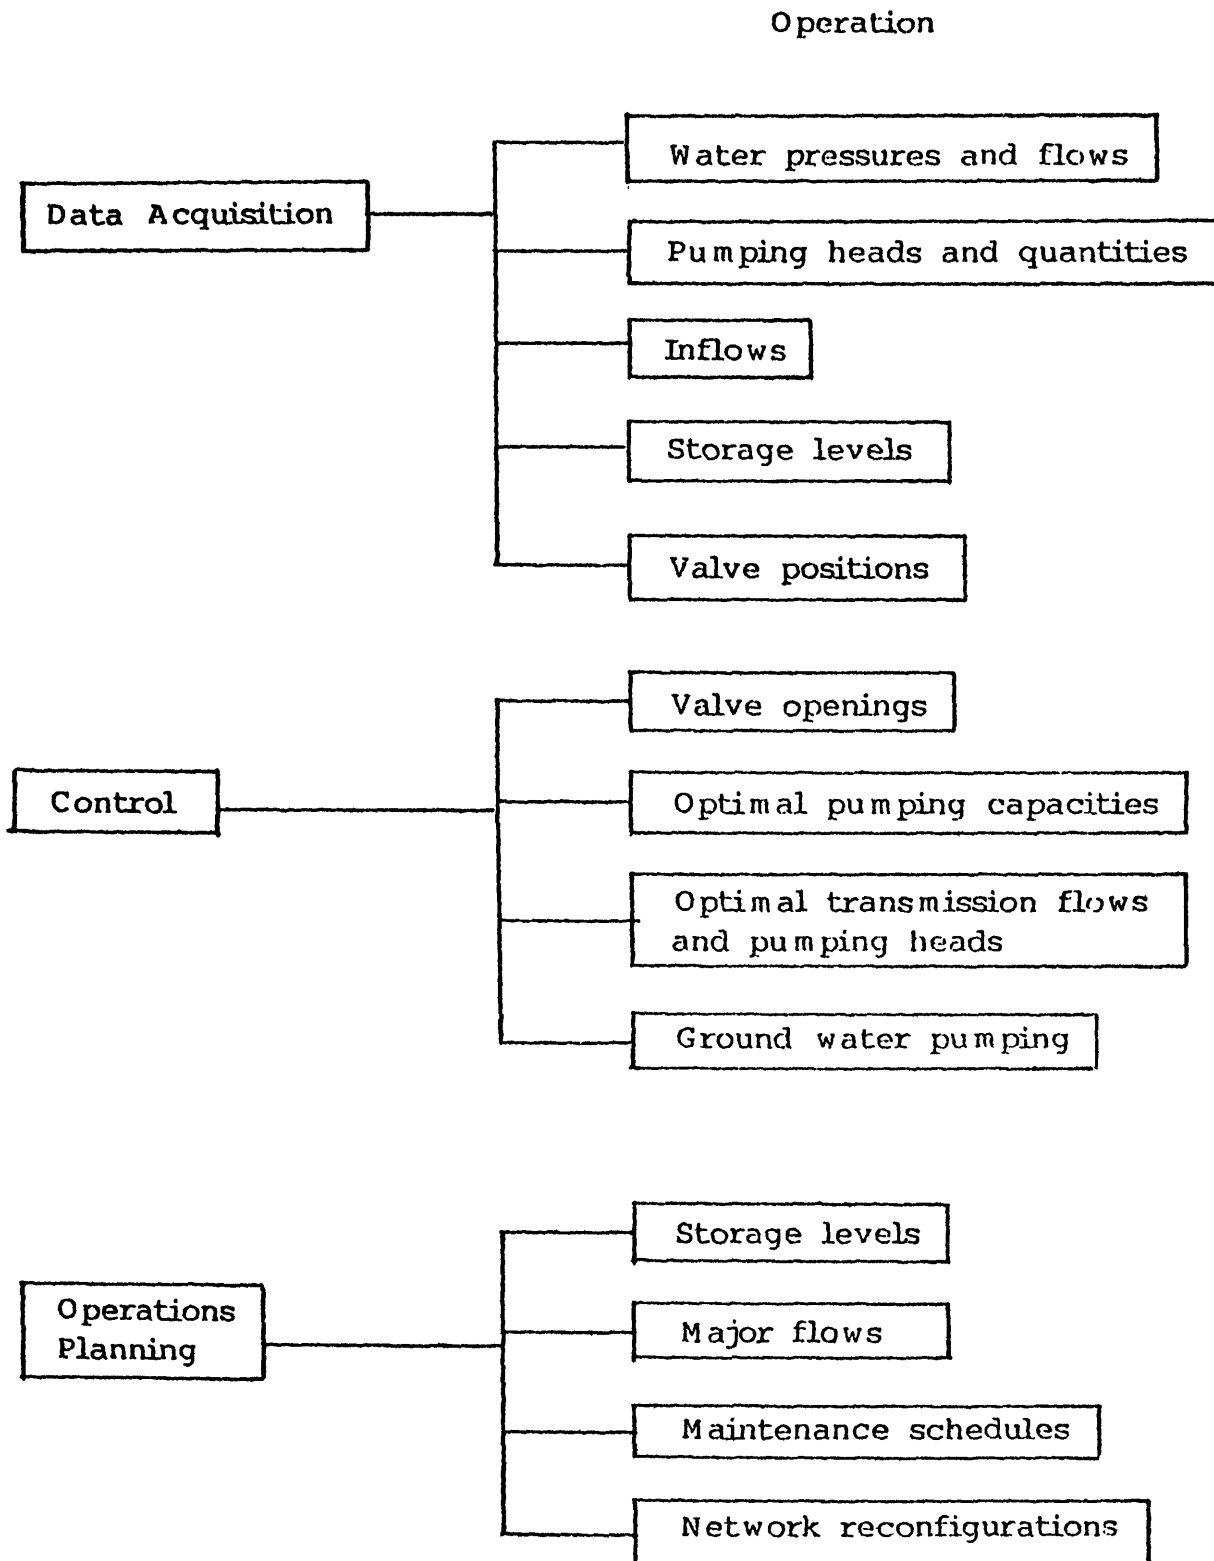 Operation
Data Acquisition
Water pressures and flows
Pumping heads and quantities
Inflows
Storage levels
Valve positions
Control
Valve openings
Optimal pumping capacities
Optimal transmission flows
and pumping heads
Ground water pumping
Operations
Planning
Storage levels
Major flows
Maintenance schedules
Network reconfigurations